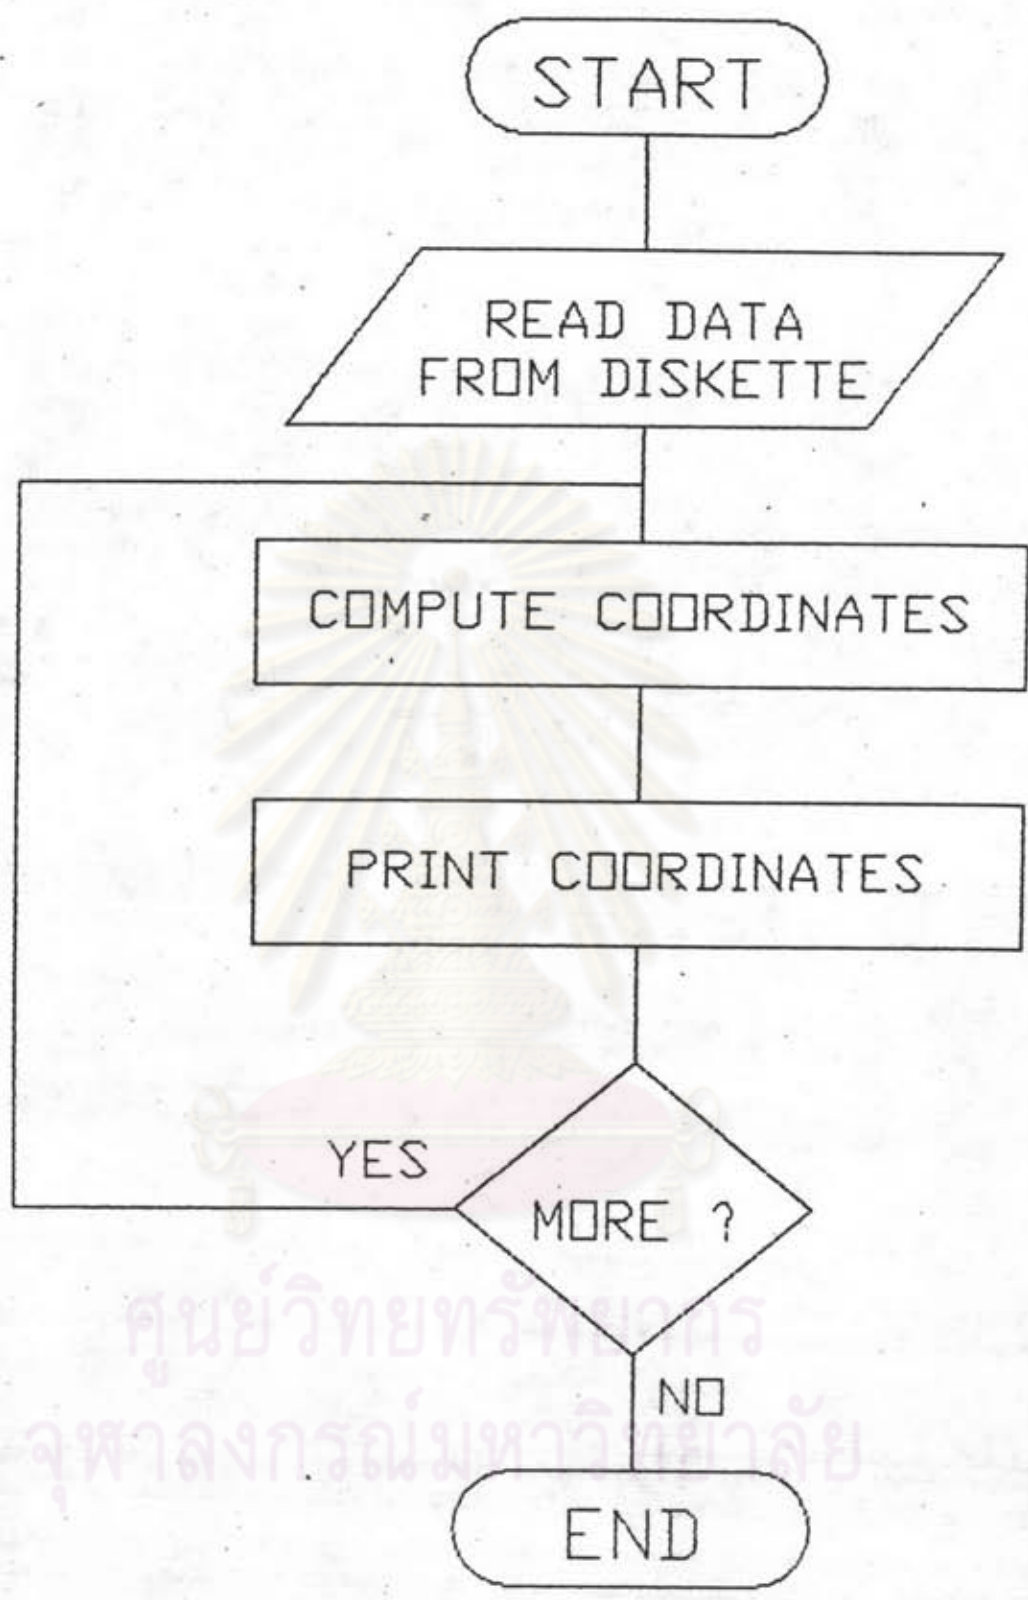 START
READ DATA
FROM DISKETTE
COMPUTE COORDINATES
PRINT COORDINATES
YES
MORE ?
NO
END
ศูนย์วิทยทรัพยากร
จุฬาลงกรณ์มหาวิทยาลัย